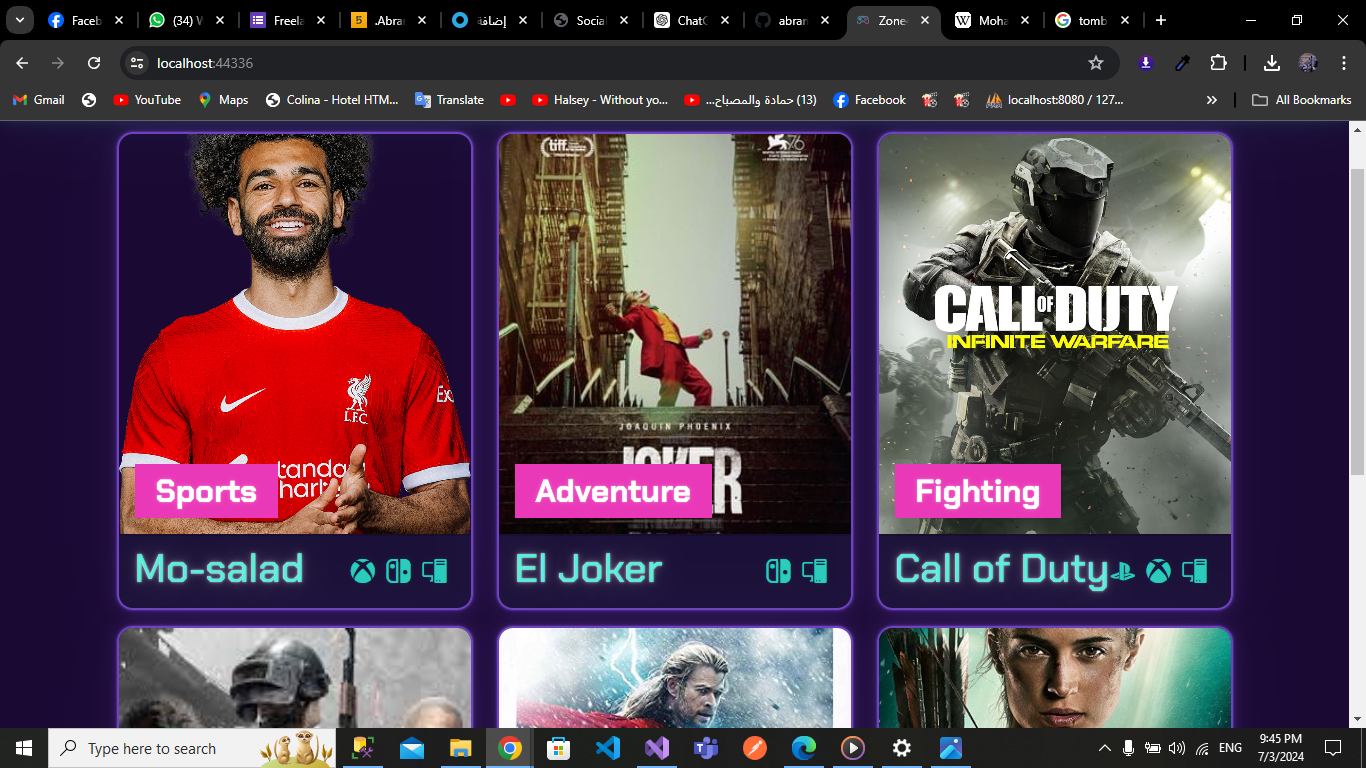 Faceb
(34) W
Freela
.Abran
إضافة
Social
ChatG
abran
Zone
Moha
tomb
localhost:44336
Gmail
YouTube
Maps
Colina - Hotel HTM...
Translate
Halsey - Without yo...
(13) حمادة والمصباح...
Facebook
localhost:8080 / 127...
All Bookmarks
tiff
76
CALL OF DUTY
INFINITE WARFARE
L.F.C.
JOAQUIN PHOENIX
JOKER
Sports
Adventure
Fighting
Mo-salad
El Joker
Call of Duty
Type here to search
ENG
9:45 PM
7/3/2024